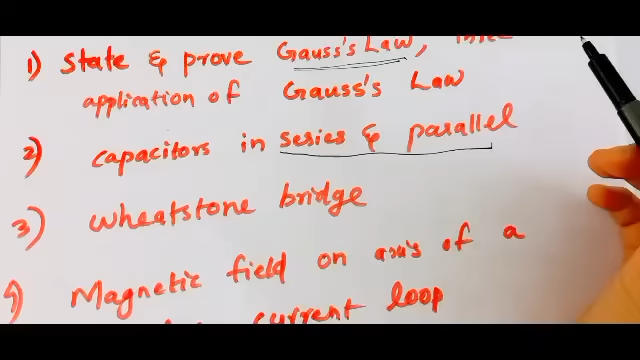 1) State & prove Gauss's Law,
application of Gauss's Law
2) capacitors in series & parallel
3) Wheatstone bridge
4) Magnetic field on axis of a
current loop